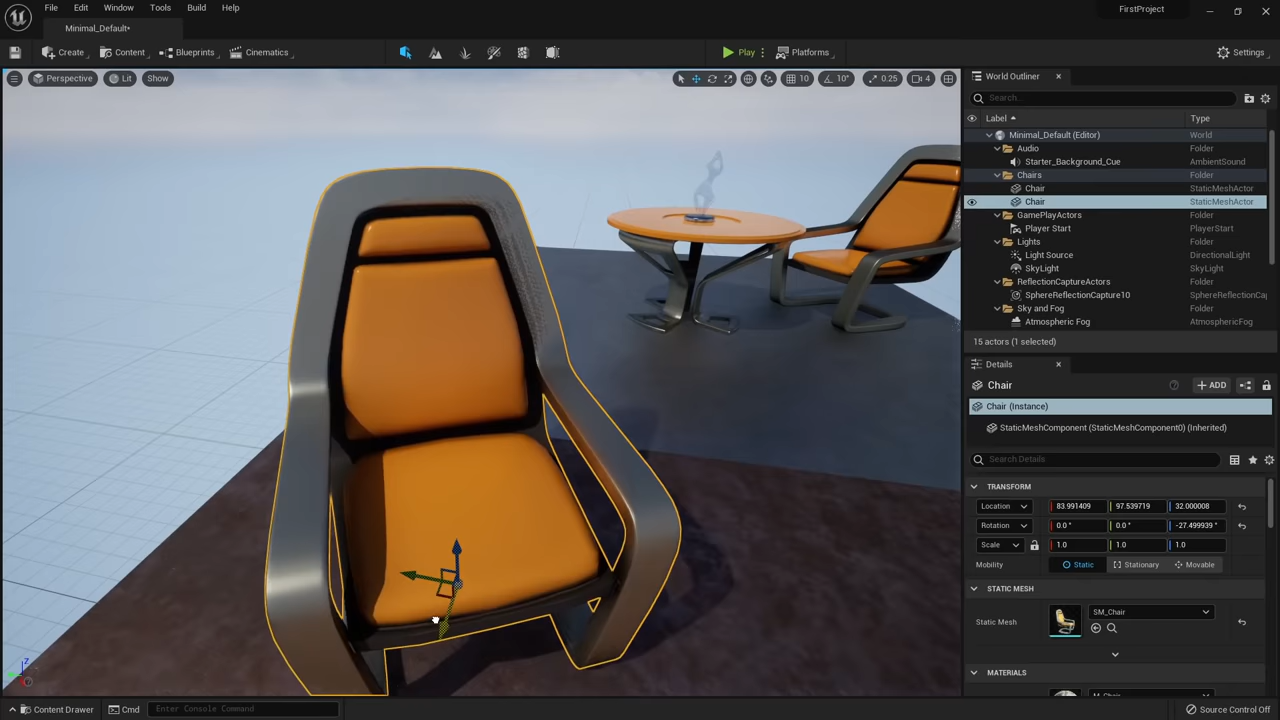 File Edit Window Tools Build Help
FirstProject
Minimal_Default•
Create Content Blueprints Cinematics Play Platforms Settings
Perspective Lit Show 10 10° 0.25 4
World Outliner
Search...
Label Type
Minimal_Default (Editor) World
Audio Folder
Starter_Background_Cue AmbientSound
Chairs Folder
Chair StaticMeshActor
Chair StaticMeshActor
GamePlayActors Folder
Player Start PlayerStart
Lights Folder
Light Source DirectionalLight
SkyLight SkyLight
ReflectionCaptureActors Folder
SphereReflectionCapture10 SphereReflectionCa
Sky and Fog Folder
Atmospheric Fog AtmosphericFog
15 actors (1 selected)
Details
Chair + ADD
Chair (Instance)
StaticMeshComponent (StaticMeshComponent0) (Inherited)
Search Details
TRANSFORM
Location 83.991409 97.539719 32.000008
Rotation 0.0 ° 0.0 ° -27.499939 °
Scale 1.0 1.0 1.0
Mobility Static Stationary Movable
STATIC MESH
Static Mesh SM_Chair
MATERIALS
M_Chair
Z
Content Drawer Cmd Enter Console Command Source Control Off